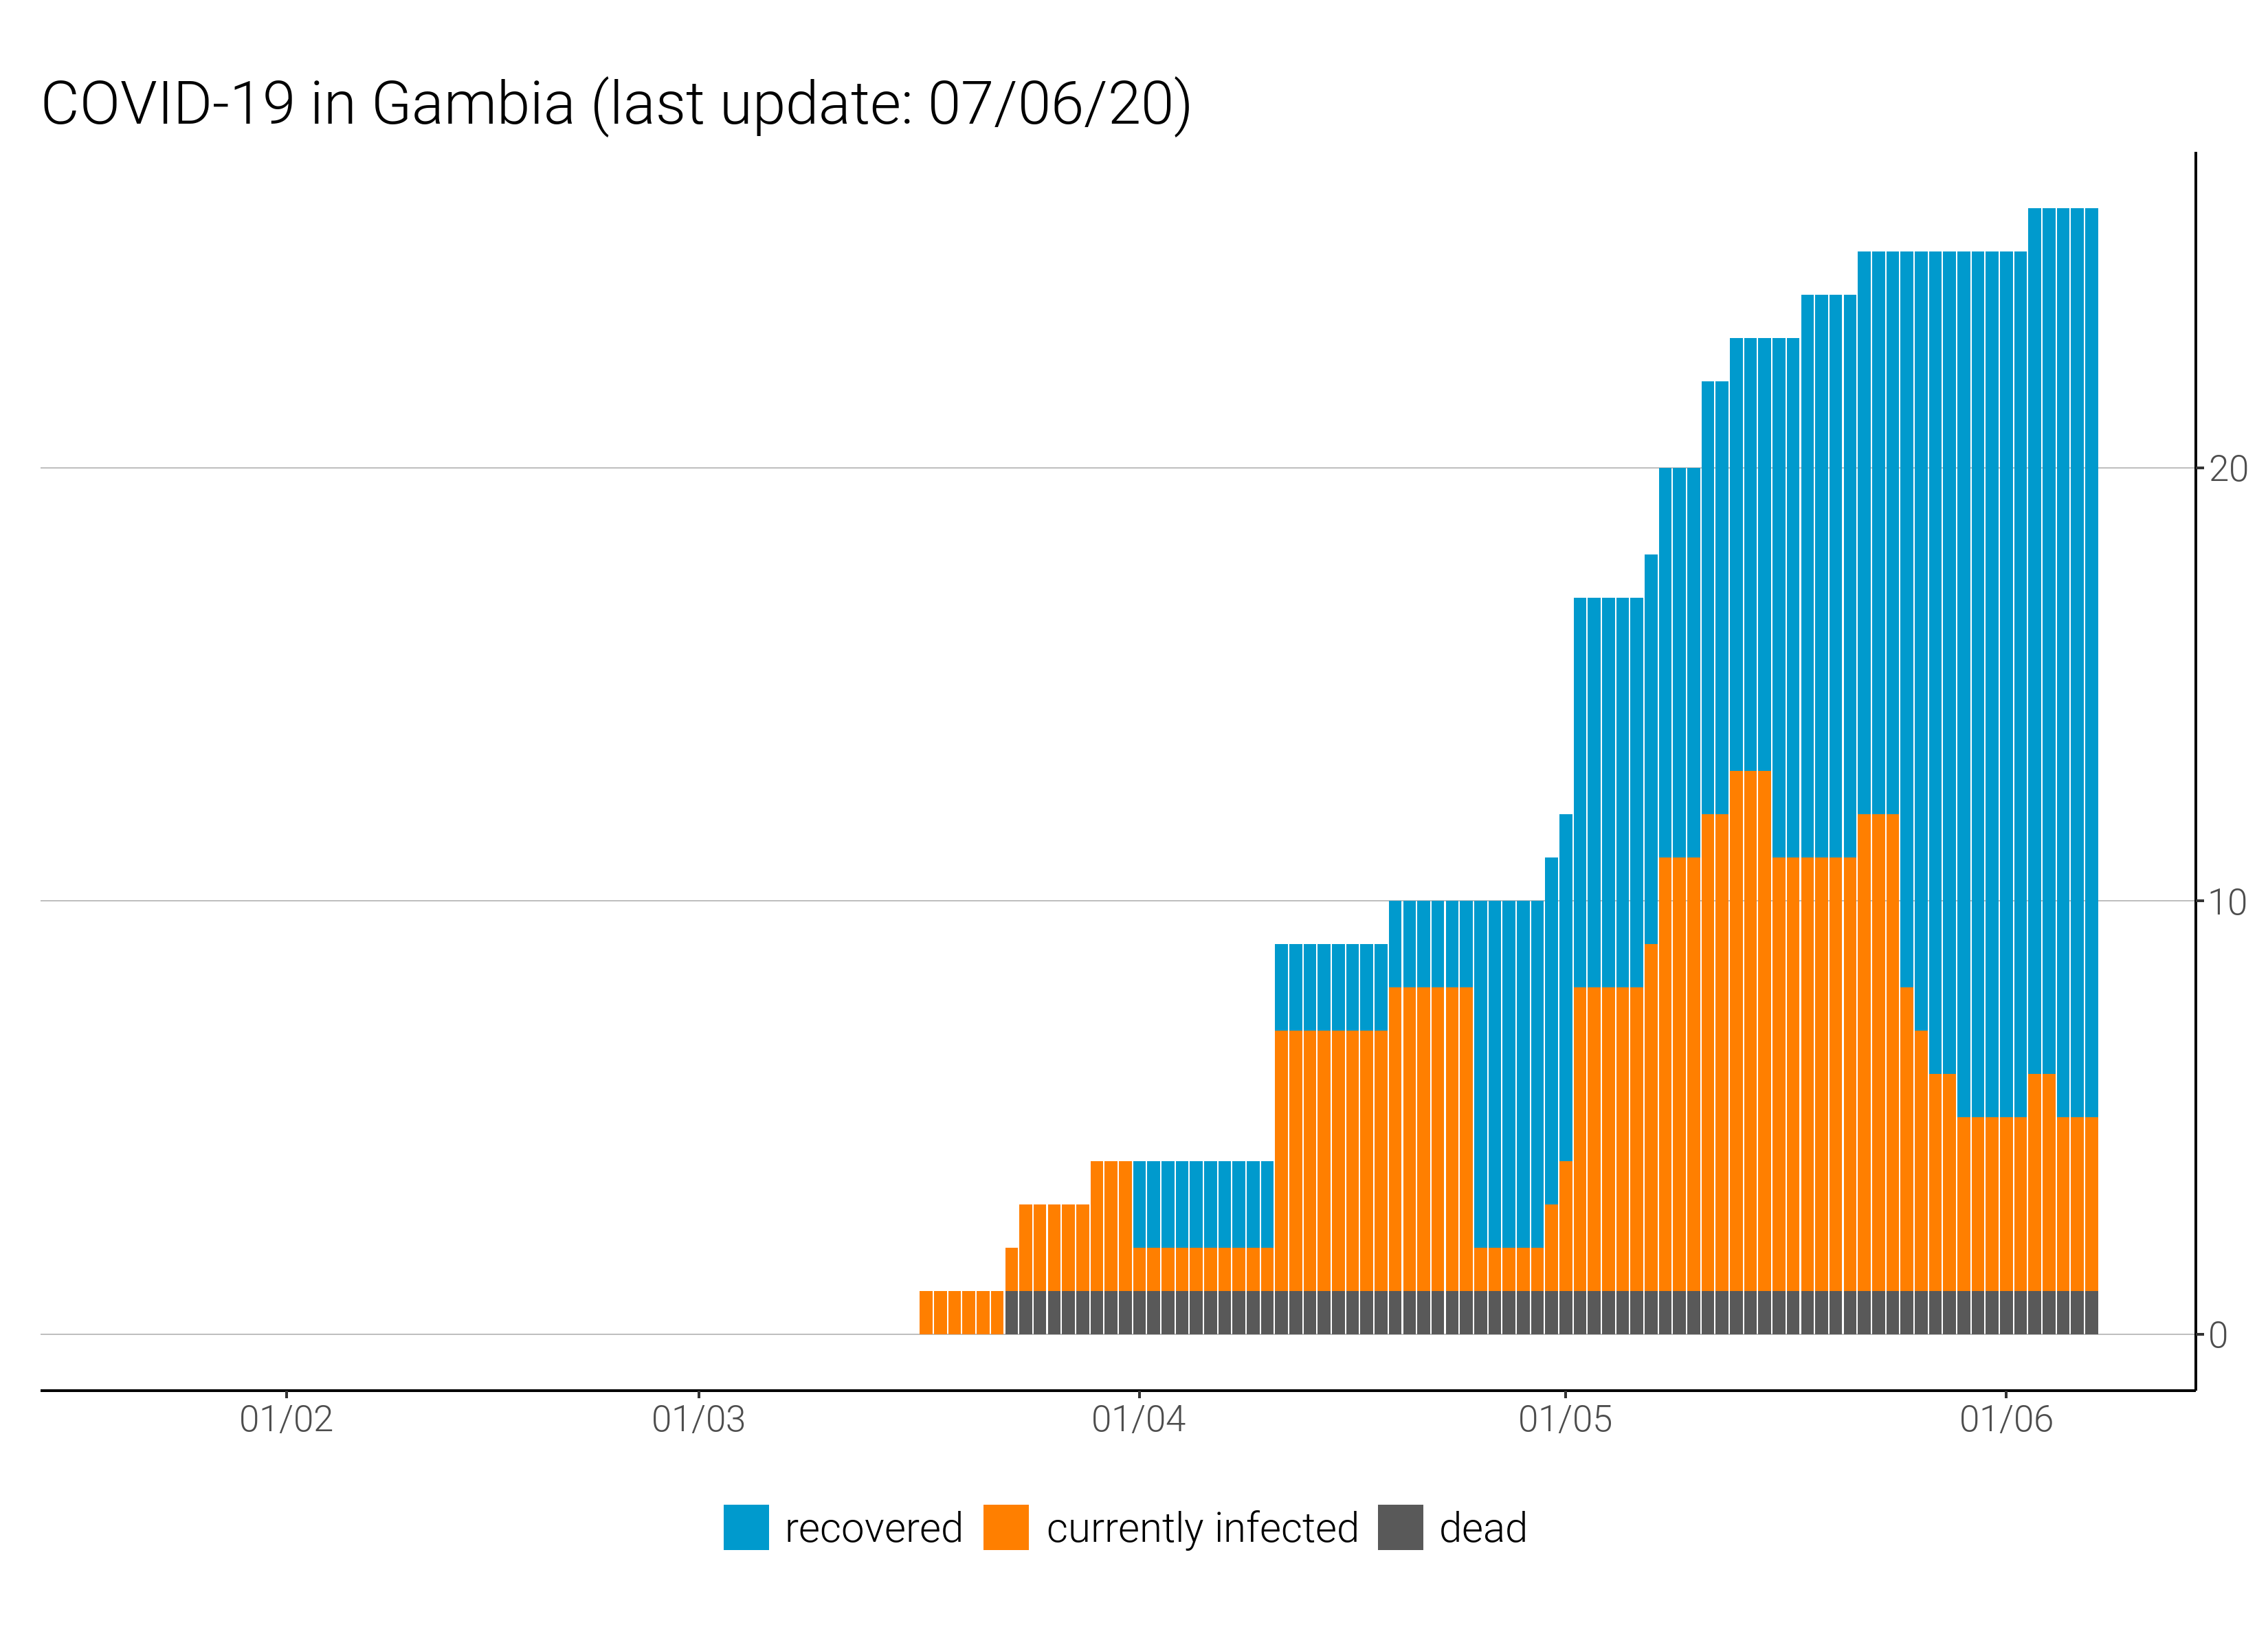 COVID-19 in Gambia (last update: 07/06/20)
20
10
0
01/02 01/03 01/04 01/05 01/06
recovered currently infected dead